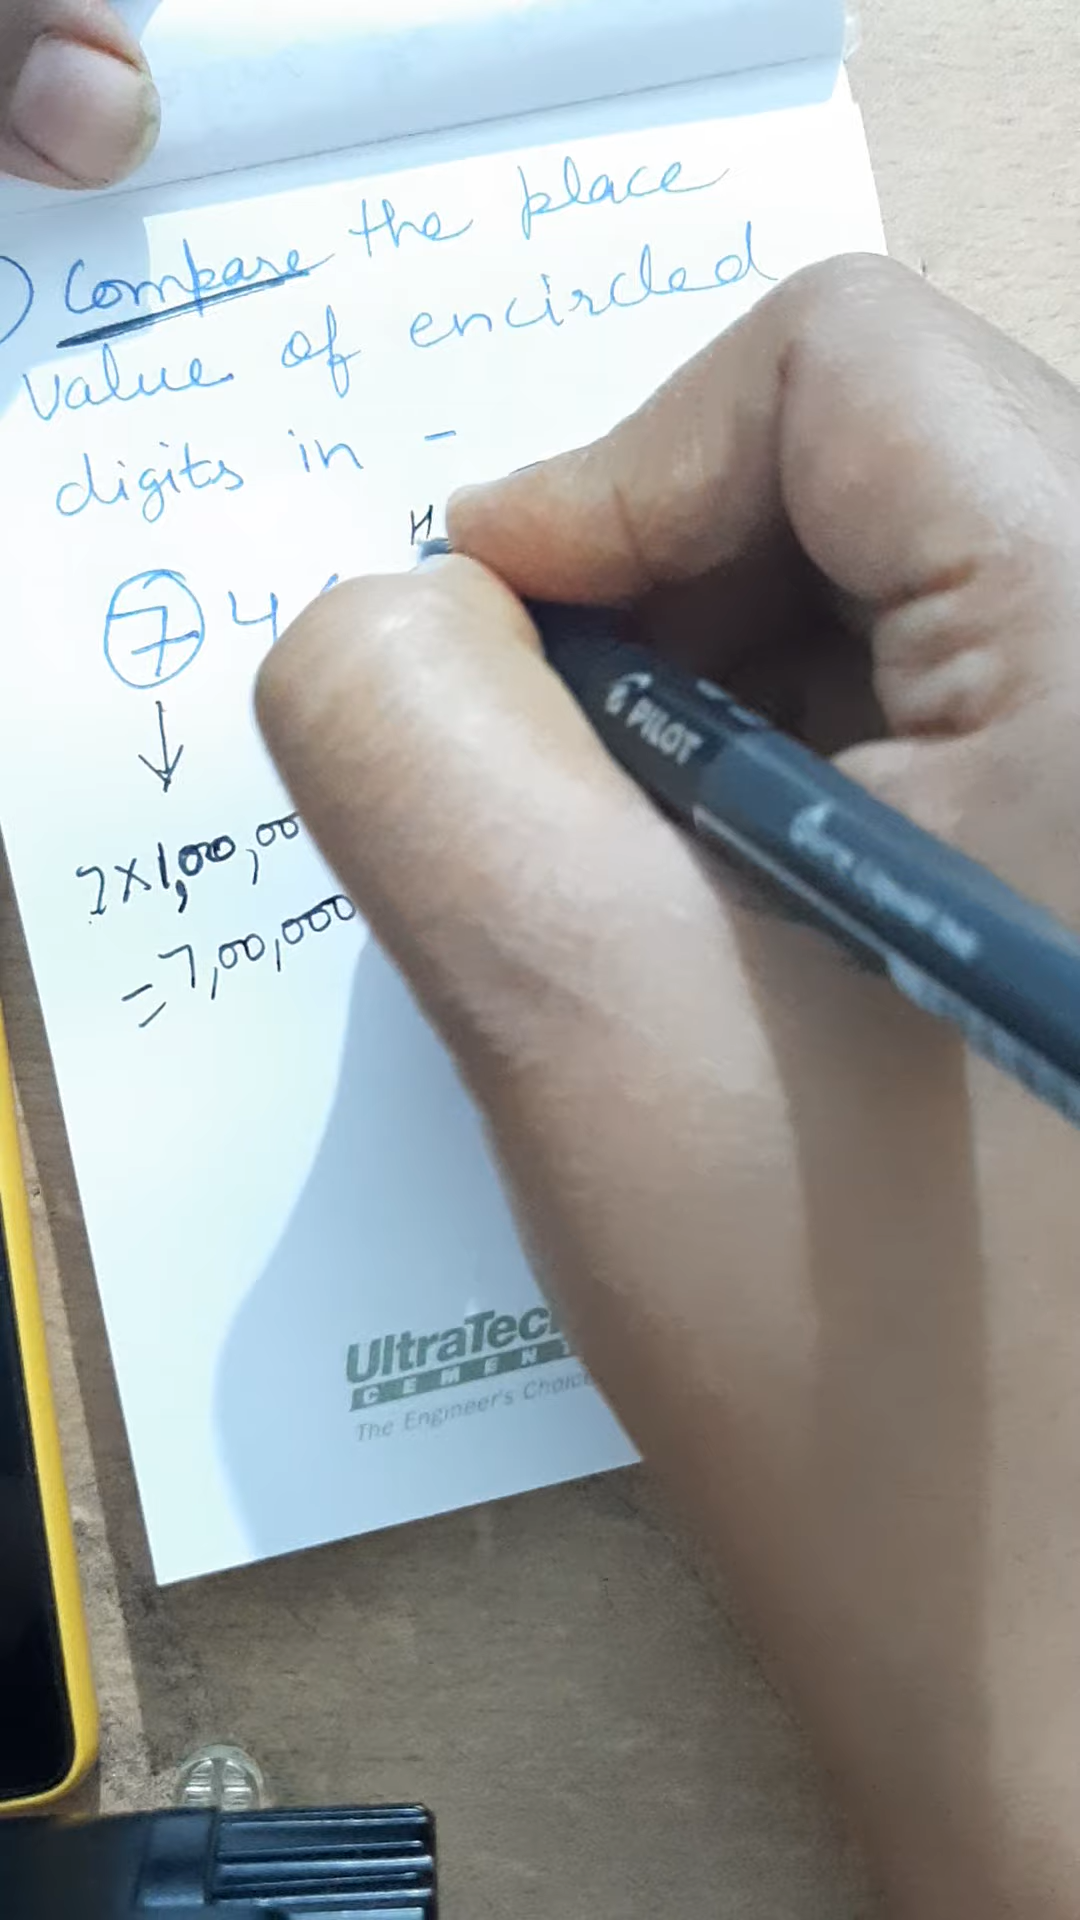 ) Compare the place
value of encircled
digits in -
H
7 4
7×1,00,00
=7,00,000
UltraTec
CEMENT
The Engineer's Choice
PILOT